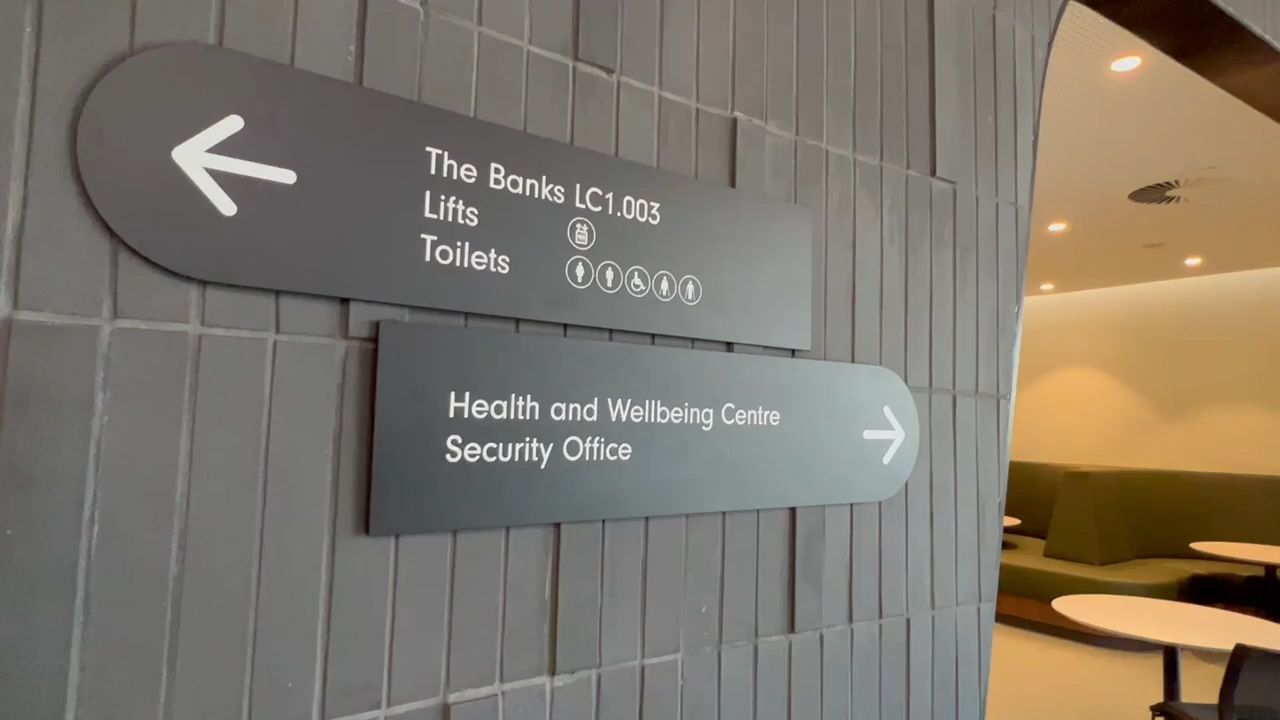 The Banks LC1.003
Lifts
Toilets
Health and Wellbeing Centre
Security Office